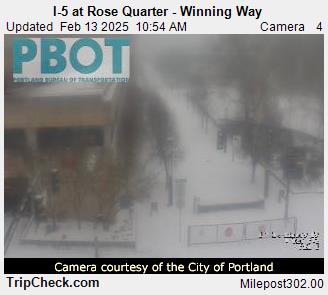 I-5 at Rose Quarter - Winning Way
Updated Feb 13 2025 10:54 AM Camera 4
PBOT
PORTLAND BUREAU OF TRANSPORTATION
Camera courtesy of the City of Portland
TripCheck.com Milepost302.00